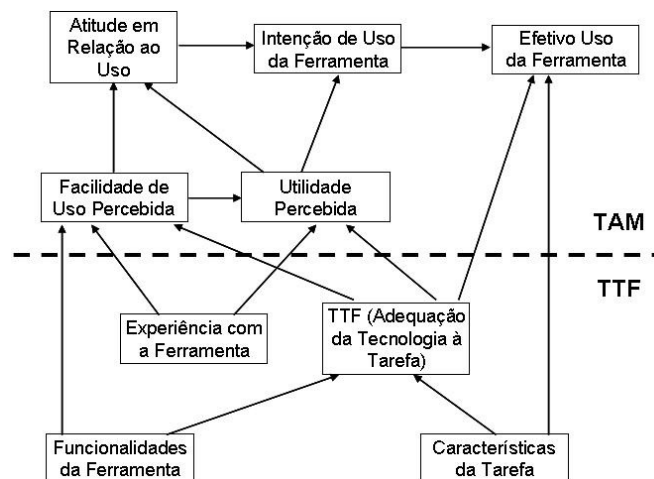 Atitude em
Relação ao
Uso
Intenção de Uso
da Ferramenta
Efetivo Uso
da Ferramenta
Facilidade de
Uso Percebida
Utilidade
Percebida
TAM
TTF
Experiência com
a Ferramenta
TTF (Adequação
da Tecnologia à
Tarefa)
Funcionalidades
da Ferramenta
Características
da Tarefa